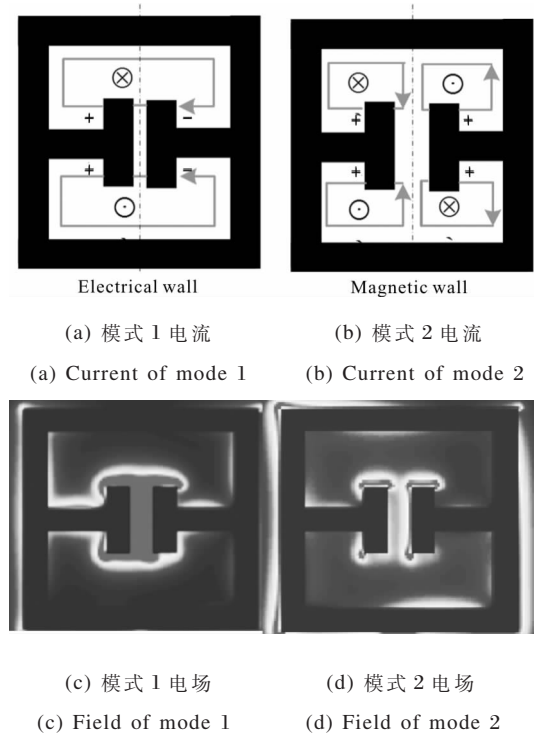 Electrical wall
Magnetic wall
(a) 模式 1 电流
(b) 模式 2 电流
(a) Current of mode 1
(b) Current of mode 2
(c) 模式 1 电场
(d) 模式 2 电场
(c) Field of mode 1
(d) Field of mode 2